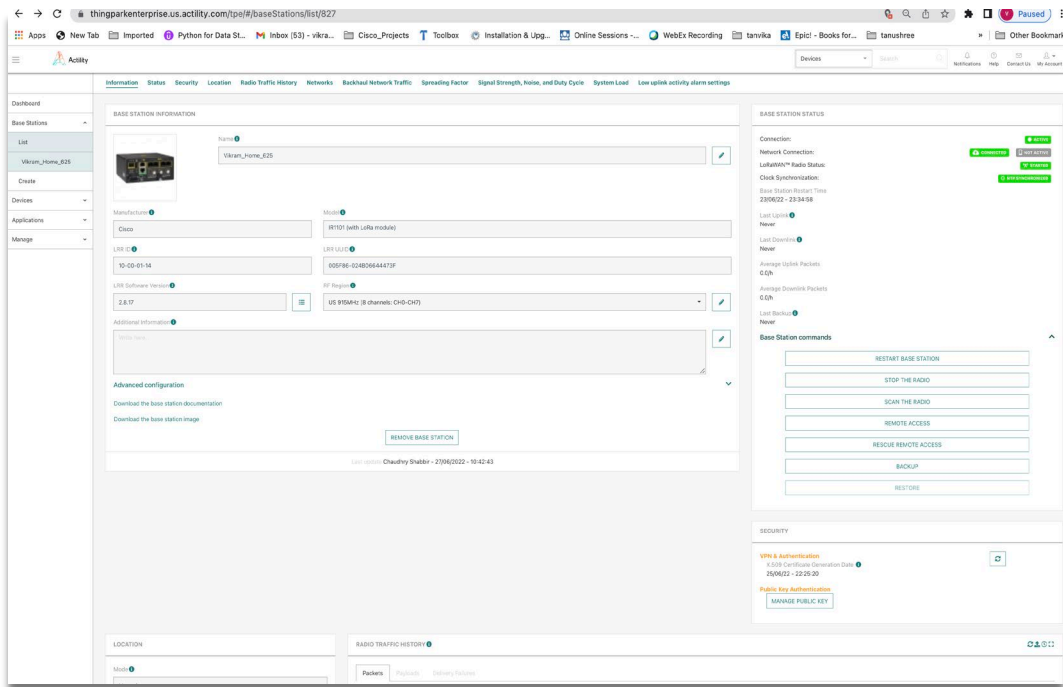 thingparkenterprise.us.actility.com/tpe/#/baseStations/list/827
Paused
Apps New Tab Imported Python for Data St... Inbox (53) - vikra... Cisco_Projects Toolbox Installation & Upg... Online Sessions -... WebEx Recording tanvika Epic! - Books for... tanushree » Other Bookmark
Actility
Devices Search Notifications Help Contact Us My Account
Information Status Security Location Radio Traffic History Networks Backhaul Network Traffic Spreading Factor Signal Strength, Noise, and Duty Cycle System Load Low uplink activity alarm settings
Dashboard
Base Stations
List
Vikram_Home_625
Create
Devices
Applications
Manage
BASE STATION INFORMATION
Name
Vikram_Home_625
Manufacturer Model
Cisco IR1101 (with LoRa module)
LRR ID LRR UUID
10-00-01-14 005F86-024B06644473F
LRR Software Version RF Region
2.6.17 US 915MHz (8 channels: CH0-CH7)
Additional Information
Advanced configuration
Download the base station documentation
Download the base station image
REMOVE BASE STATION
Last update Chaudhry Shabbir - 27/06/2022 - 10:42:43
BASE STATION STATUS
Connection: ACTIVE
Network Connection: CONNECTED NOT ACTIVE
LoRaWAN™ Radio Status: STARTED
Clock Synchronization: NTP SYNCHRONIZED
Base Station Restart Time
23/06/22 - 23:34:58
Last Uplink
Never
Last Downlink
Never
Average Uplink Packets
0.0/h
Average Downlink Packets
0.0/h
Last Backup
Never
Base Station commands
RESTART BASE STATION
STOP THE RADIO
SCAN THE RADIO
REMOTE ACCESS
RESCUE REMOTE ACCESS
BACKUP
RESTORE
SECURITY
VPN & Authentication
X.509 Certificate Generation Date
25/06/22 - 22:25:20
Public Key Authentication
MANAGE PUBLIC KEY
LOCATION
Mode
RADIO TRAFFIC HISTORY
Packets Payloads Delivery Failures